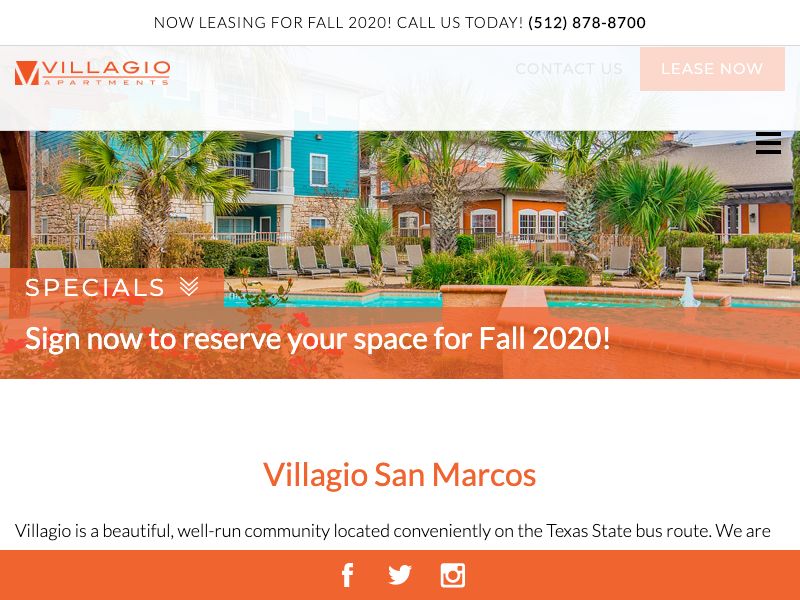 NOW LEASING FOR FALL 2020! CALL US TODAY! (512) 878-8700
VILLAGIO
APARTMENTS
CONTACT US
LEASE NOW
SPECIALS
Sign now to reserve your space for Fall 2020!
Villagio San Marcos
Villagio is a beautiful, well-run community located conveniently on the Texas State bus route. We are